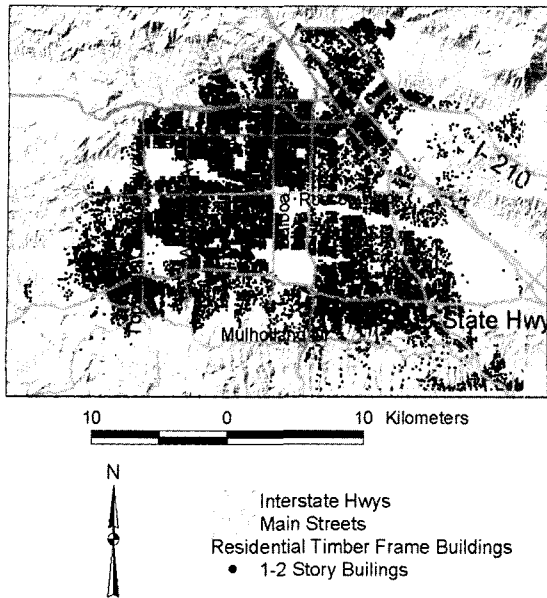 I-210
State Hwy
Mulholland Dr
10 0 10 Kilometers
N
Interstate Hwys
Main Streets
Residential Timber Frame Buildings
1-2 Story Builings